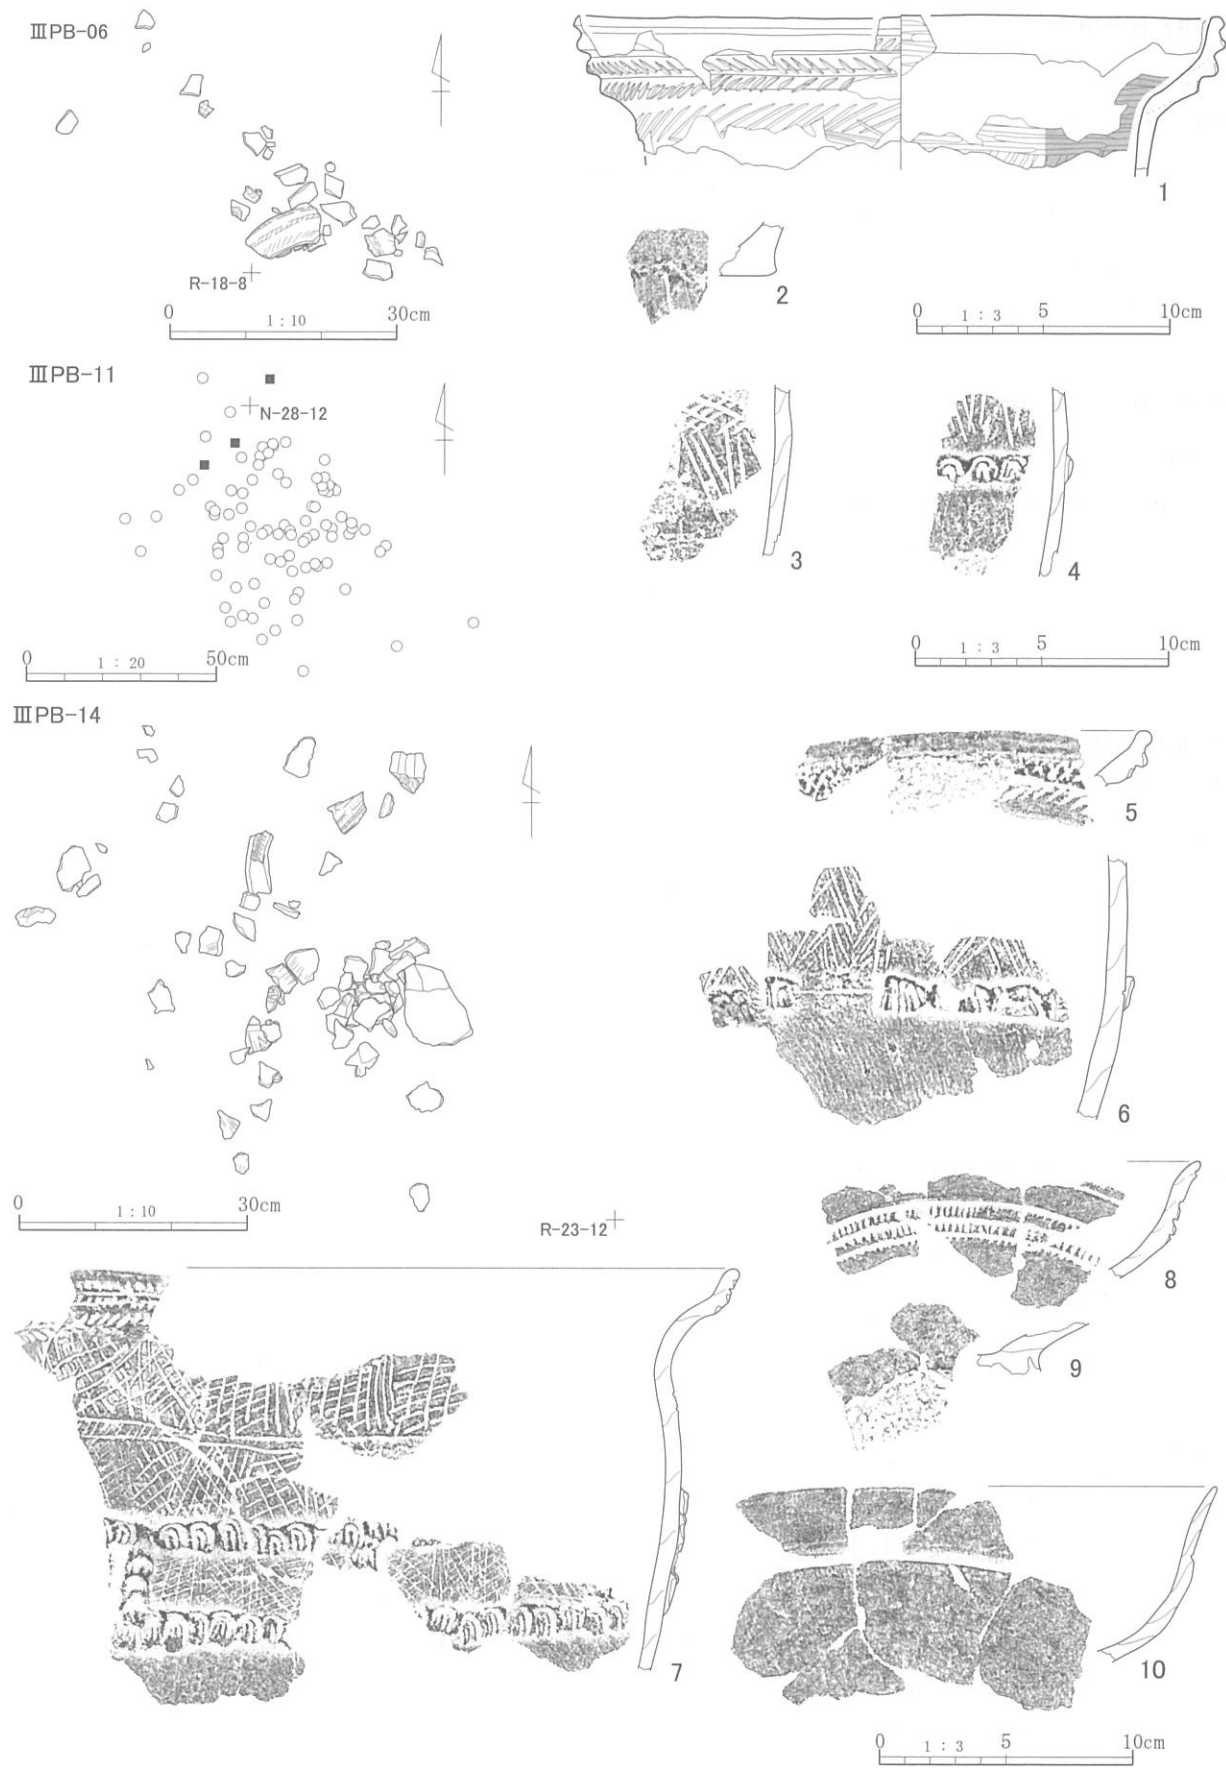 ⅢPB-06
R-18-8
0 1 : 10 30cm
1
2
0 1 : 3 5 10cm
ⅢPB-11
N-28-12
0 1 : 20 50cm
3
4
0 1 : 3 5 10cm
ⅢPB-14
R-23-12
0 1 : 10 30cm
5
6
7
8
9
10
0 1 : 3 5 10cm